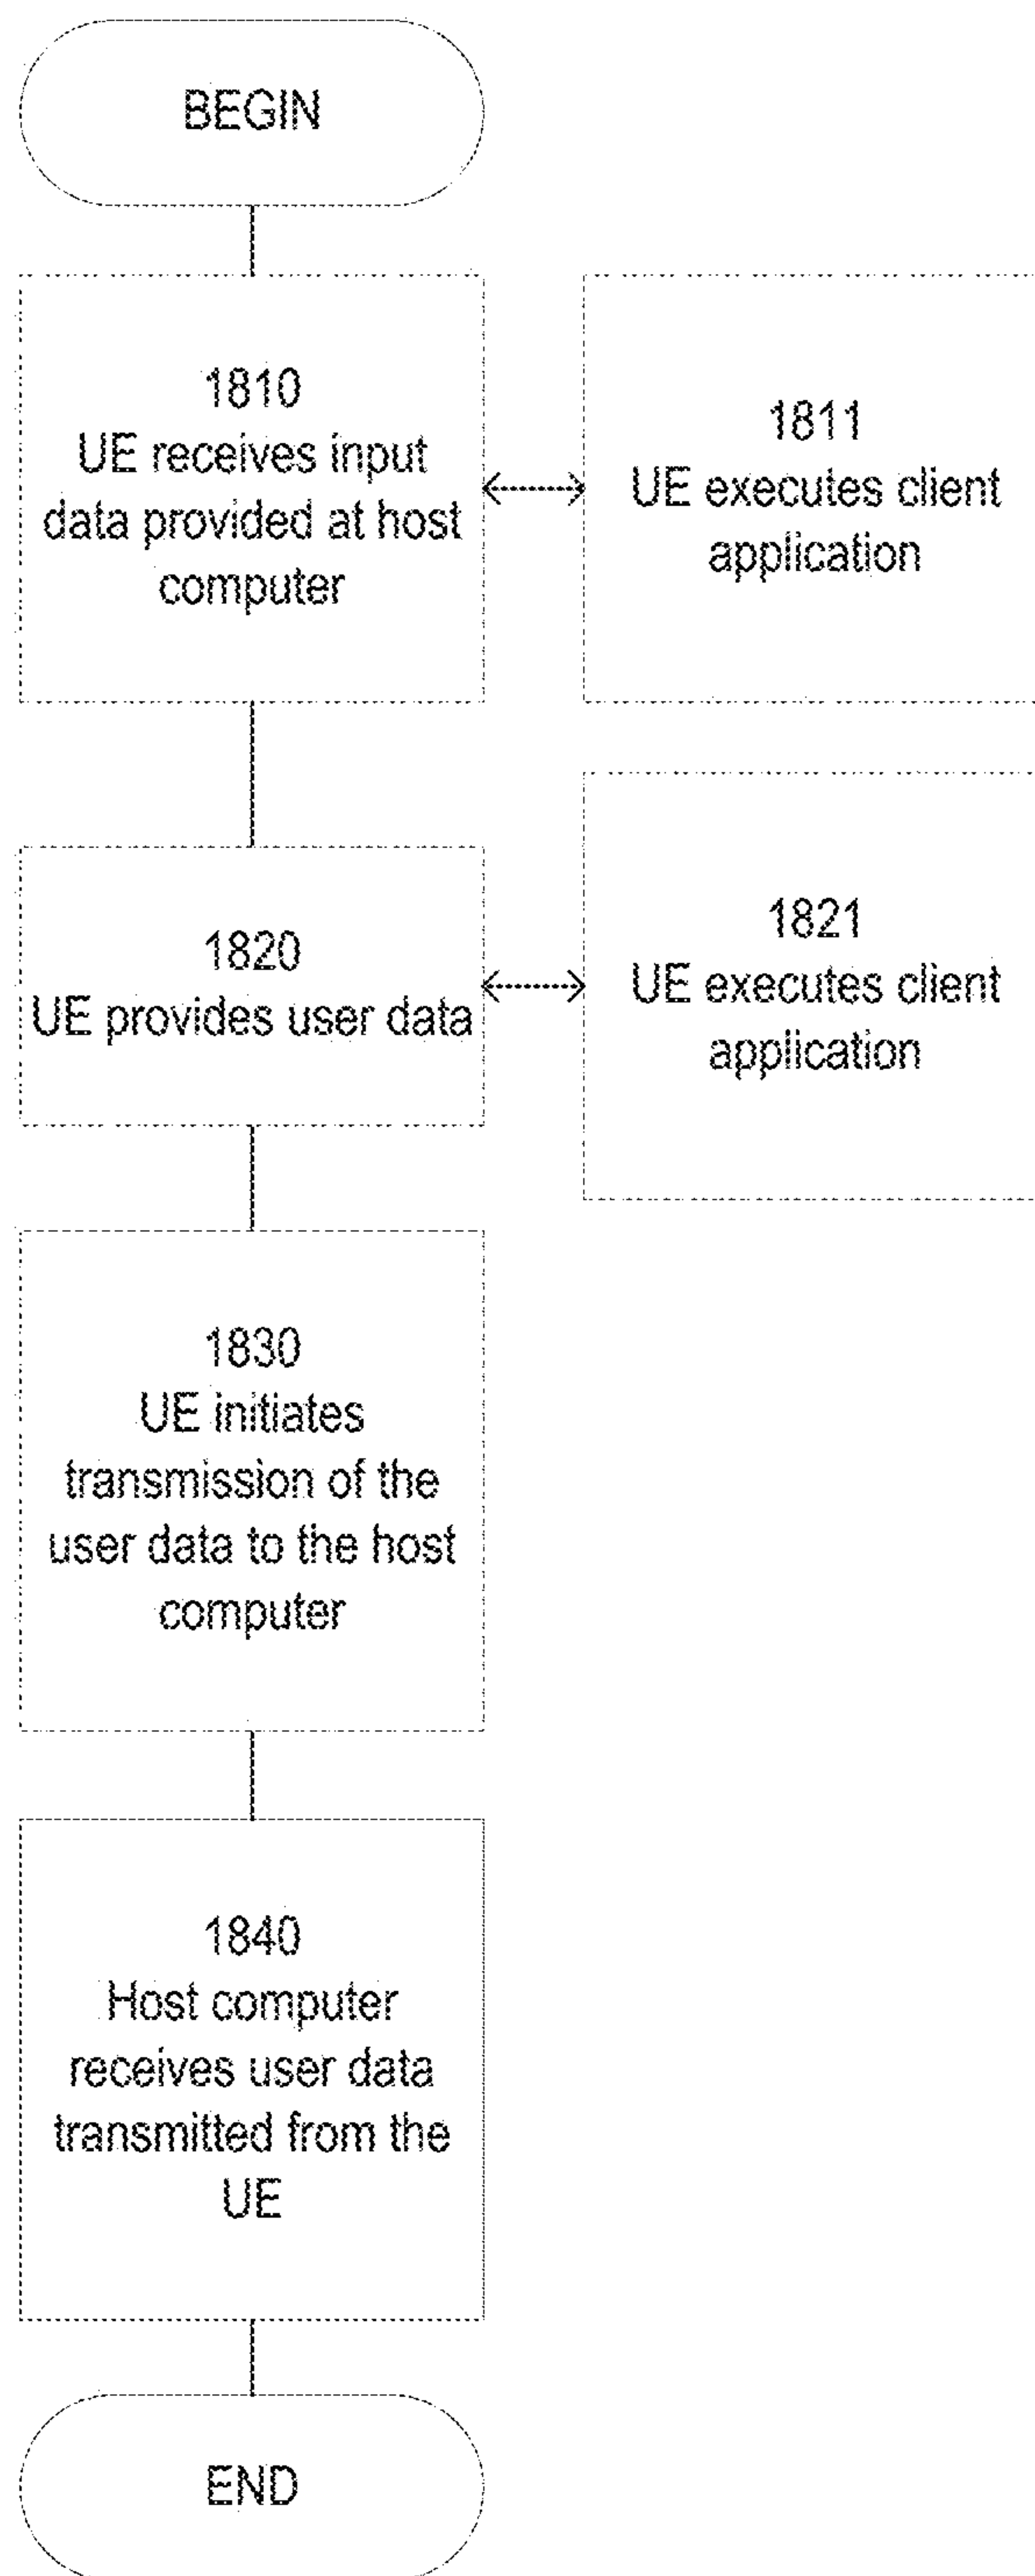 BEGIN
1810
UE receives input
data provided at host
computer
1811
UE executes client
application
1820
UE provides user data
1821
UE executes client
application
1830
UE initiates
transmission of the
user data to the host
computer
1840
Host computer
receives user data
transmitted from the
UE
END